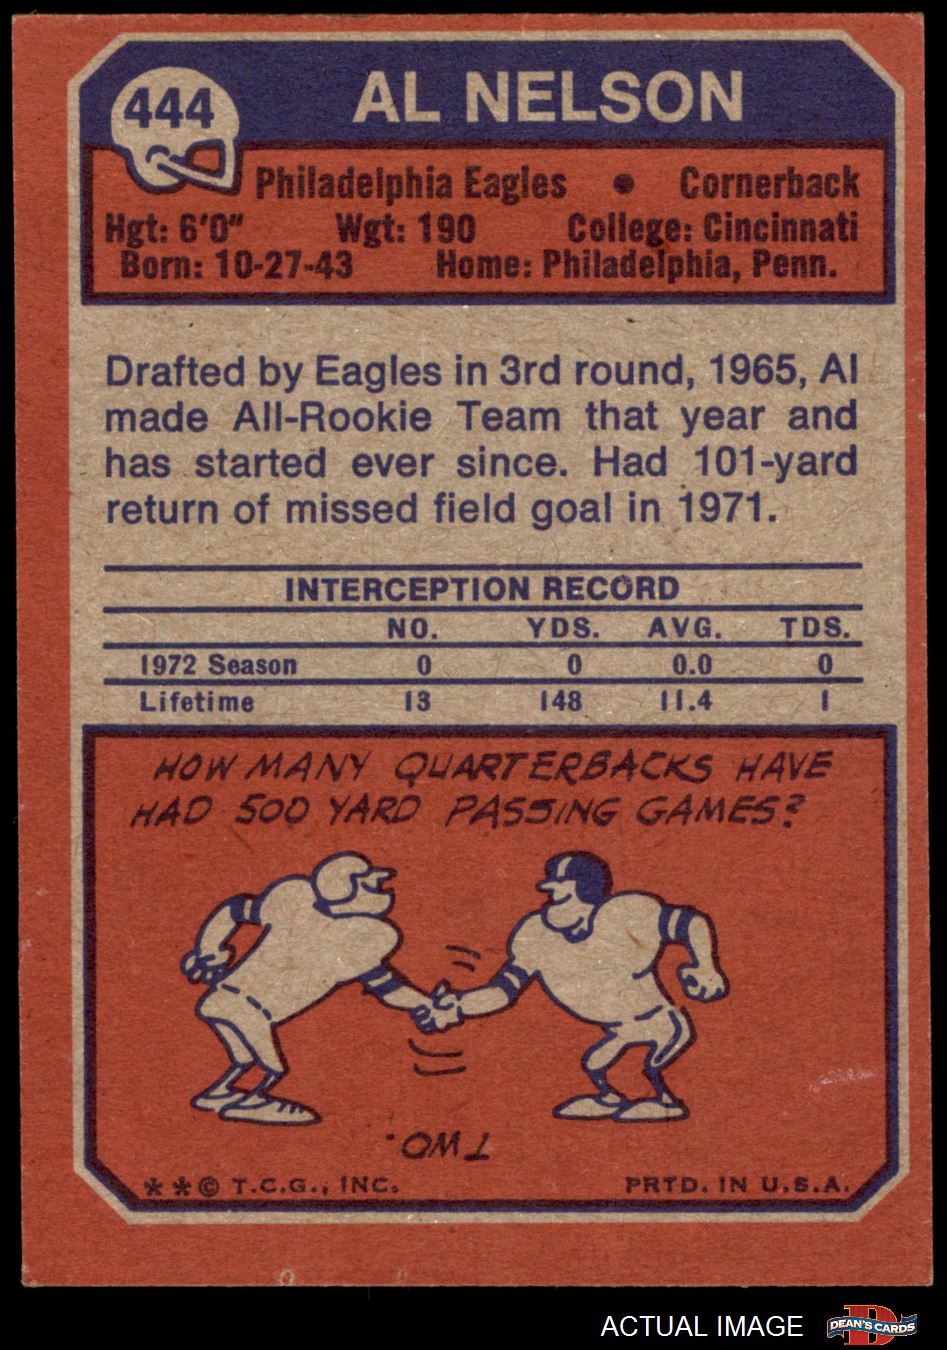 444
AL NELSON
Philadelphia Eagles • Cornerback
Hgt: 6'0" Wgt: 190 College: Cincinnati
Born: 10-27-43 Home: Philadelphia, Penn.
Drafted by Eagles in 3rd round, 1965, Al
made All-Rookie Team that year and
has started ever since. Had 101-yard
return of missed field goal in 1971.
INTERCEPTION RECORD
NO. YDS. AVG. TDS.
1972 Season 0 0 0.0 0
Lifetime 13 148 11.4 1
HOW MANY QUARTERBACKS HAVE
HAD 500 YARD PASSING GAMES?
TWO.
** © T.C.G., INC. PRTD. IN U.S.A.
ACTUAL IMAGE
D
DEAN'S CARDS